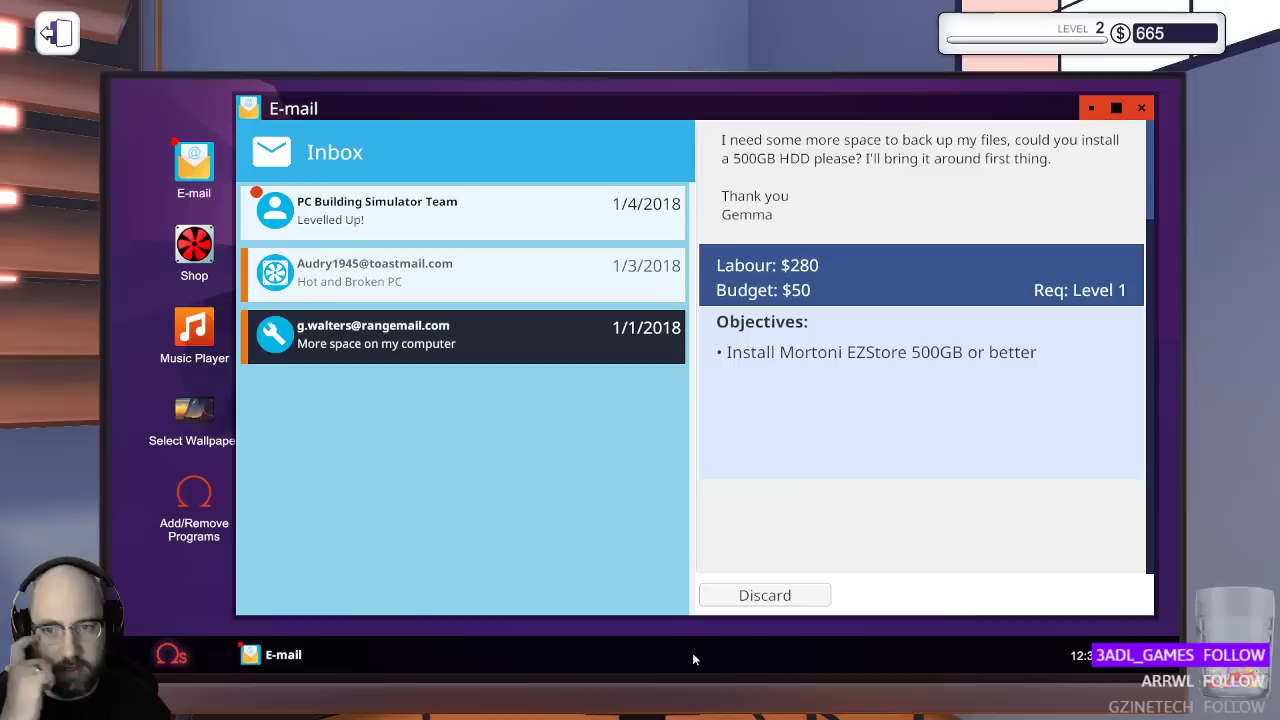 LEVEL 2
$ 665
E-mail
Inbox
I need some more space to back up my files, could you install
a 500GB HDD please? I'll bring it around first thing.
Thank you
Gemma
E-mail
PC Building Simulator Team 1/4/2018
Levelled Up!
Audry1945@toastmail.com 1/3/2018
Hot and Broken PC
g.walters@rangemail.com 1/1/2018
More space on my computer
Labour: $280
Budget: $50 Req: Level 1
Objectives:
• Install Mortoni EZStore 500GB or better
Shop
Music Player
Select Wallpape
Add/Remove
Programs
Discard
Ωs
E-mail
12:3
3ADL_GAMES FOLLOW
ARRWL FOLLOW
GZINETECH FOLLOW